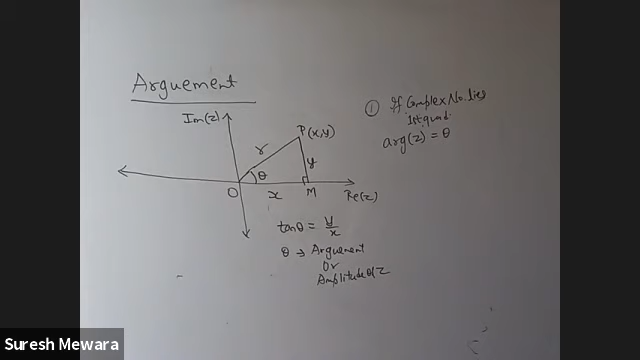 Arguement
Im(z)
P(x,y)
r
y
θ
O
x
M
Re(z)
tanθ = y/x
θ → Arguement
or
Amplitude of Z
① If Complex No. lies
1st quad.
arg(z) = θ
Suresh Mewara